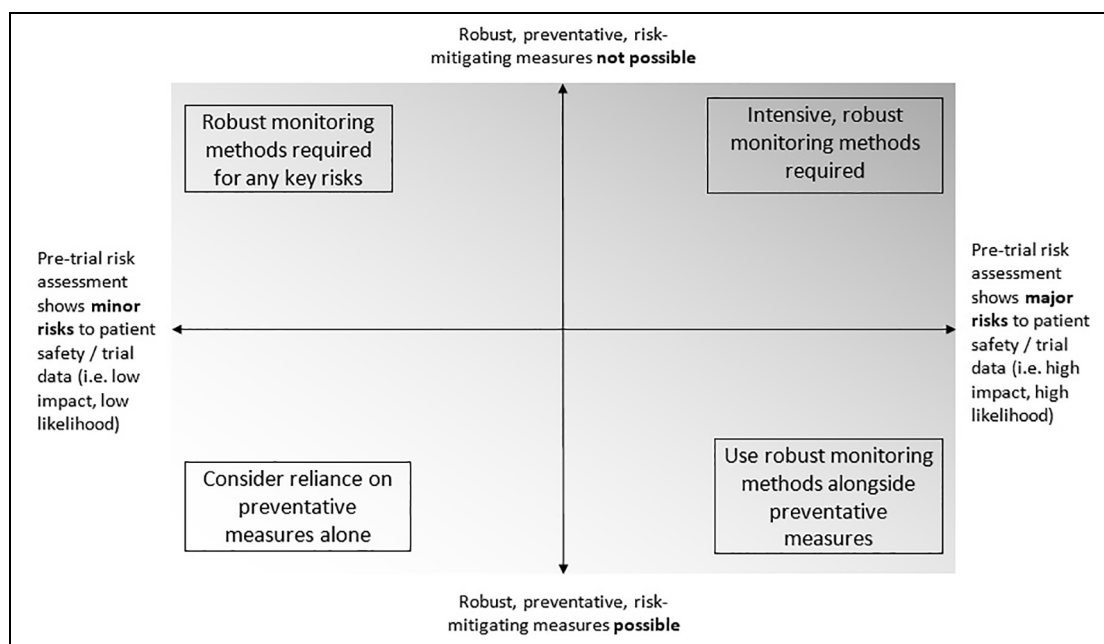 Robust, preventative, risk-
mitigating measures not possible
Robust monitoring
methods required
for any key risks
Intensive, robust
monitoring methods
required
Pre-trial risk
assessment
shows minor
risks to patient
safety / trial
data (i.e. low
impact, low
likelihood)
Pre-trial risk
assessment
shows major
risks to patient
safety / trial
data (i.e. high
impact, high
likelihood)
Consider reliance on
preventative
measures alone
Use robust monitoring
methods alongside
preventative
measures
Robust, preventative, risk-
mitigating measures possible